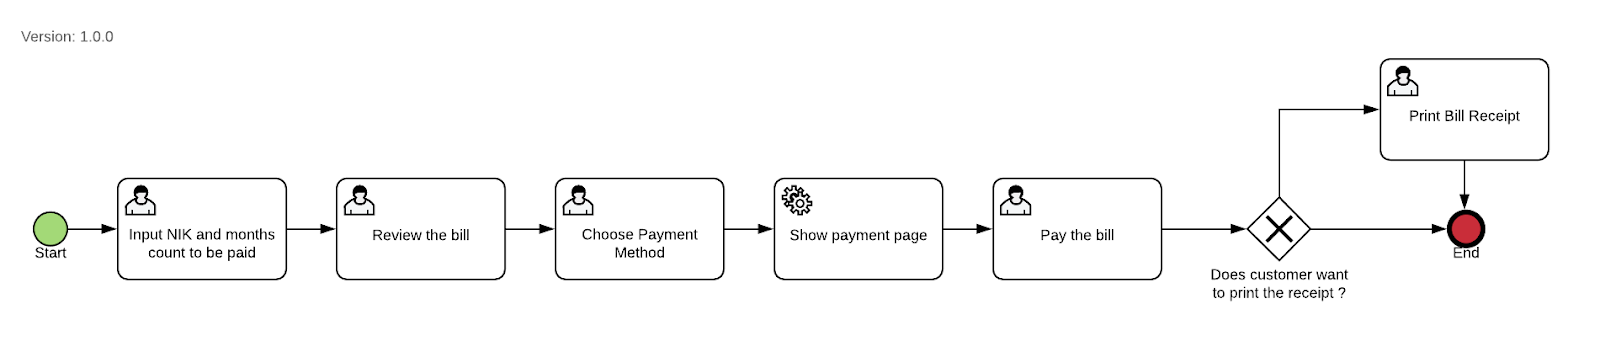 Version: 1.0.0
Start
Input NIK and months
count to be paid
Review the bill
Choose Payment
Method
Show payment page
Pay the bill
Does customer want
to print the receipt ?
Print Bill Receipt
End